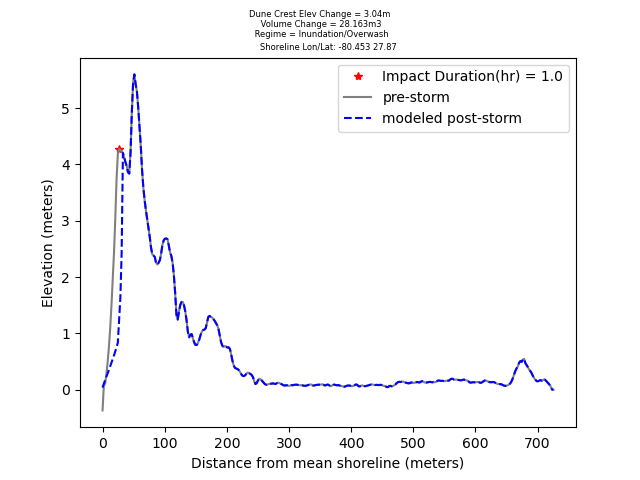 Dune Crest Elev Change = 3.04m
Volume Change = 28.163m3
Regime = Inundation/Overwash
Shoreline Lon/Lat: -80.453 27.87
Impact Duration(hr) = 1.0
pre-storm
modeled post-storm
Elevation (meters)
5
4
3
2
1
0
0 100 200 300 400 500 600 700
Distance from mean shoreline (meters)